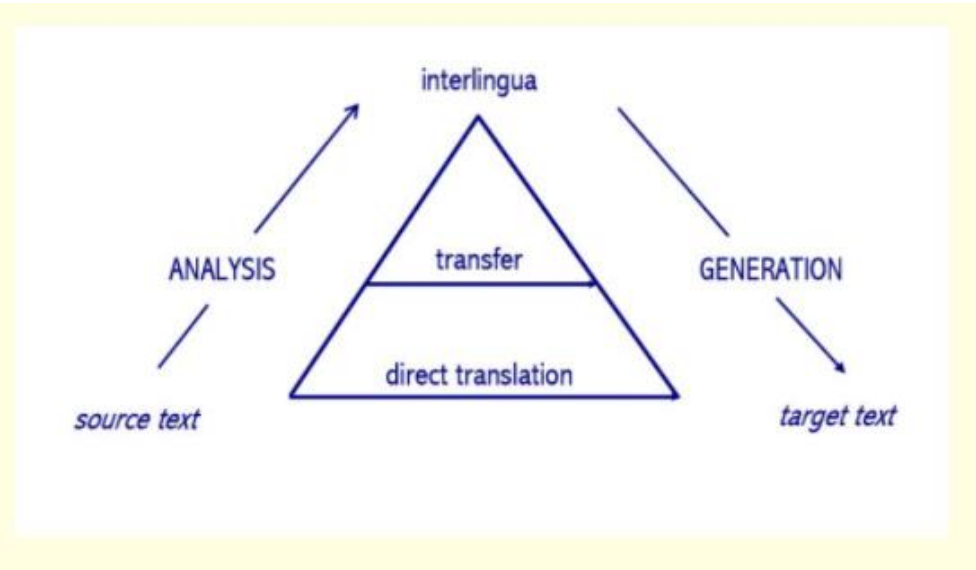 interlingua
transfer
ANALYSIS
GENERATION
direct translation
source text
target text